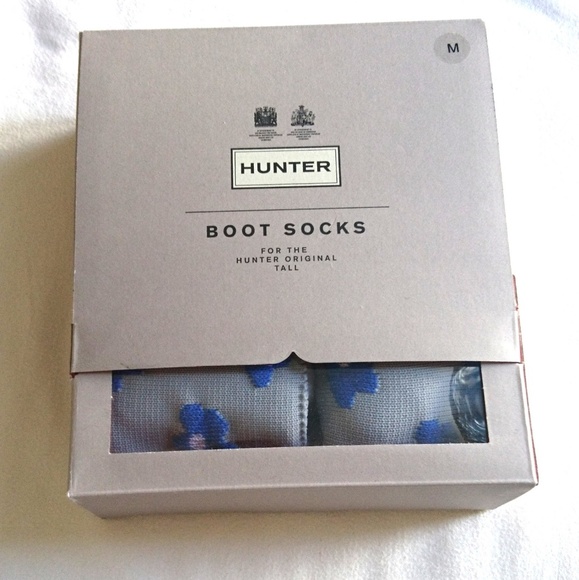 M
HUNTER
BOOT SOCKS
FOR THE
HUNTER ORIGINAL
TALL